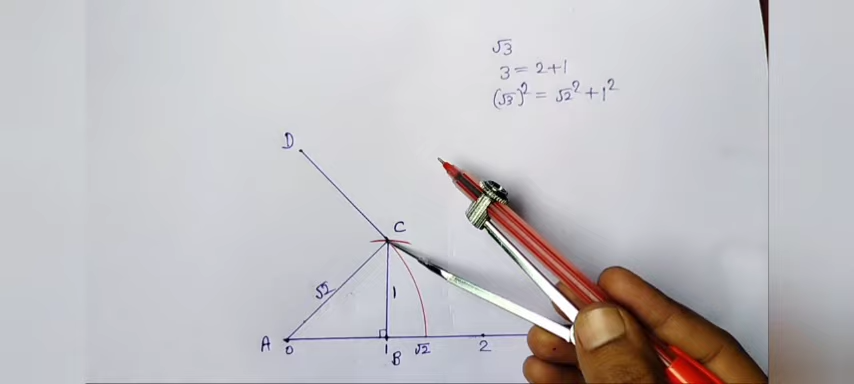 √3
3 = 2+1
(√3)² = √2² + 1²
D
C
√2
1
A
0
1
B
√2
2